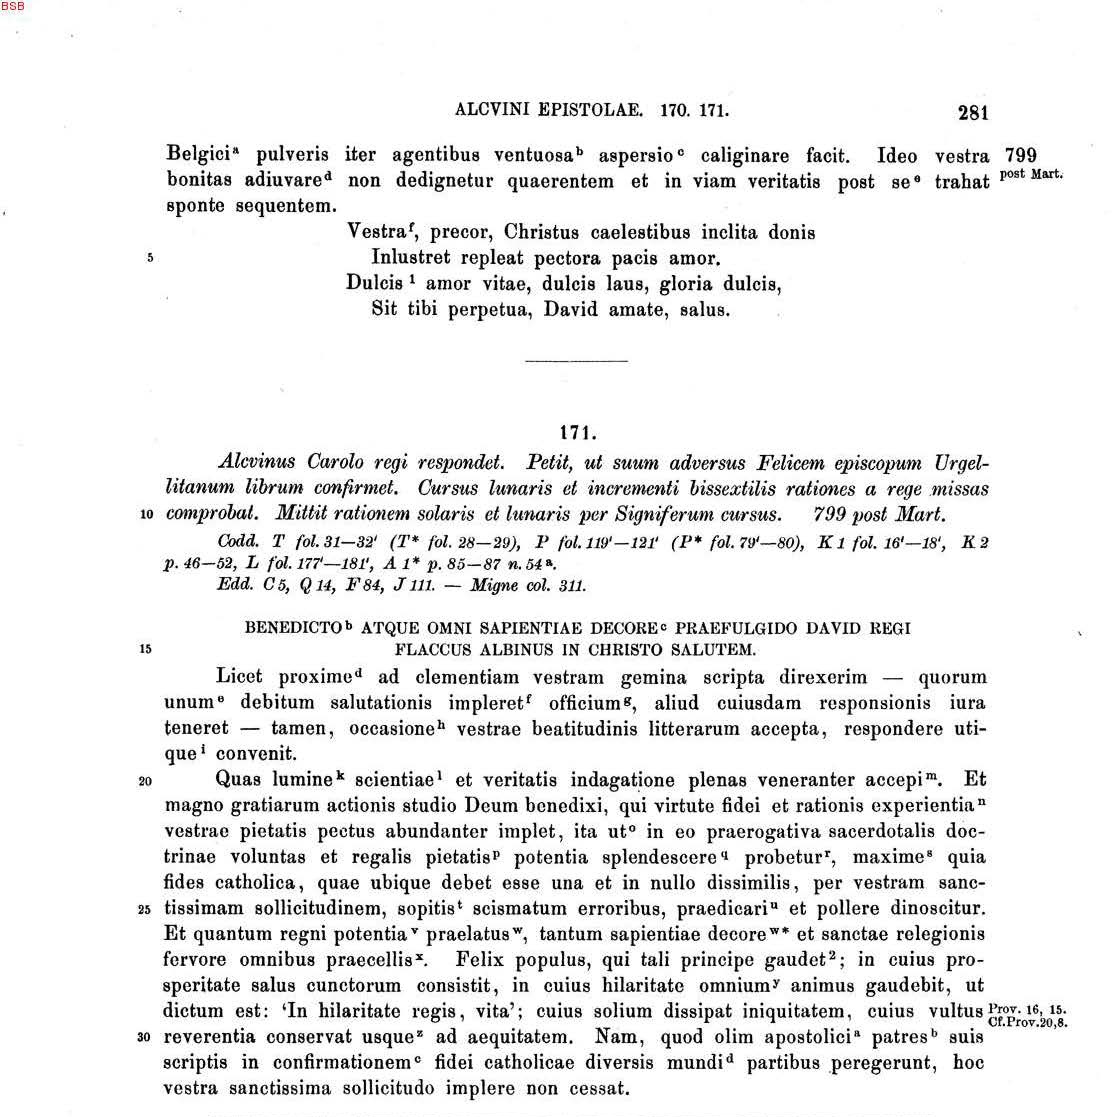 BSB
ALCVINI EPISTOLAE. 170. 171. 281
Belgici ᵃ pulveris iter agentibus ventuosa ᵇ aspersio ᶜ caliginare facit. Ideo vestra 799
bonitas adiuvare ᵈ non dedignetur quaerentem et in viam veritatis post se ᵉ trahat post Mart.
sponte sequentem.
Vestra ᶠ, precor, Christus caelestibus inclita donis
5 Inlustret repleat pectora pacis amor.
Dulcis ¹ amor vitae, dulcis laus, gloria dulcis,
Sit tibi perpetua, David amate, salus.
171.
Alcvinus Carolo regi respondet. Petit, ut suum adversus Felicem episcopum Urgel-
litanum librum confirmet. Cursus lunaris et incrementi bissextilis rationes a rege missas
10 comprobat. Mittit rationem solaris et lunaris per Signiferum cursus. 799 post Mart.
Codd. T fol. 31—32' (T* fol. 28—29), P fol. 119'—121' (P* fol. 79'—80), K 1 fol. 16'—18', K 2
p. 46—52, L fol. 177'—181', A 1* p. 85—87 n. 54 ᵃ.
Edd. C 5, Q 14, F 84, J 111. — Migne col. 311.
BENEDICTO ᵇ ATQUE OMNI SAPIENTIAE DECORE ᶜ PRAEFULGIDO DAVID REGI
15 FLACCUS ALBINUS IN CHRISTO SALUTEM.
Licet proxime ᵈ ad clementiam vestram gemina scripta direxerim — quorum
unum ᵉ debitum salutationis impleret ᶠ officium ᵍ, aliud cuiusdam responsionis iura
teneret — tamen, occasione ʰ vestrae beatitudinis litterarum accepta, respondere uti-
que ⁱ convenit.
20 Quas lumine ᵏ scientiae ˡ et veritatis indagatione plenas veneranter accepi ᵐ. Et
magno gratiarum actionis studio Deum benedixi, qui virtute fidei et rationis experientia ⁿ
vestrae pietatis pectus abundanter implet, ita ut ᵒ in eo praerogativa sacerdotalis doc-
trinae voluntas et regalis pietatis ᵖ potentia splendescere q probetur ʳ, maxime ˢ quia
fides catholica, quae ubique debet esse una et in nullo dissimilis, per vestram sanc-
25 tissimam sollicitudinem, sopitis ᵗ scismatum erroribus, praedicari ᵘ et pollere dinoscitur.
Et quantum regni potentia ᵛ praelatus ʷ, tantum sapientiae decore ʷ* et sanctae relegionis
fervore omnibus praecellis ˣ. Felix populus, qui tali principe gaudet ²; in cuius pro-
speritate salus cunctorum consistit, in cuius hilaritate omnium ʸ animus gaudebit, ut
dictum est: ‘In hilaritate regis, vita’; cuius solium dissipat iniquitatem, cuius vultus Prov. 16, 15. Cf. Prov. 20, 8.
30 reverentia conservat usque ᶻ ad aequitatem. Nam, quod olim apostolici ᵃ patres ᵇ suis
scriptis in confirmationem ᶜ fidei catholicae diversis mundi ᵈ partibus peregerunt, hoc
vestra sanctissima sollicitudo implere non cessat.